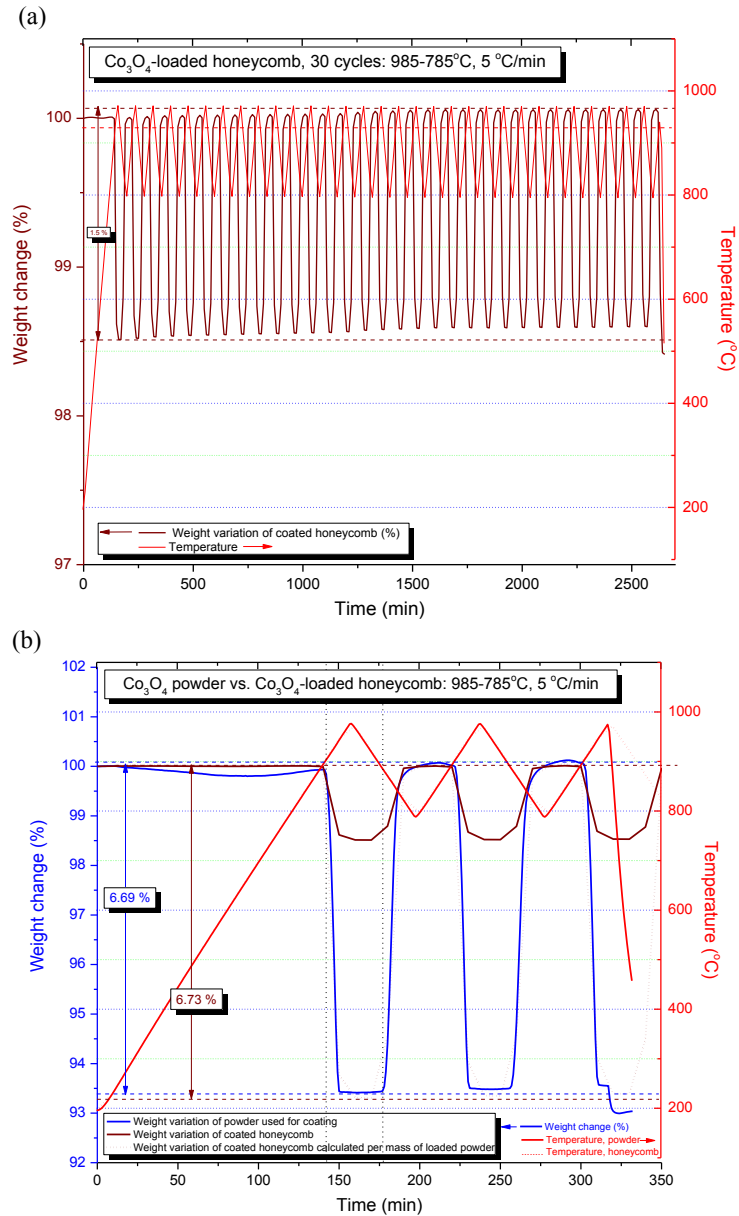 (a)
Co3O4-loaded honeycomb, 30 cycles: 985-785°C, 5 °C/min
100
99
98
97
Weight change (%)
1.5 %
1000
800
600
400
200
Temperature (°C)
Weight variation of coated honeycomb (%)
Temperature
0
500
1000
1500
2000
2500
Time (min)
(b)
Co3O4 powder vs. Co3O4-loaded honeycomb: 985-785°C, 5 °C/min
102
101
100
99
98
97
96
95
94
93
92
Weight change (%)
6.69 %
6.73 %
1000
800
600
400
200
Temperature (°C)
Weight variation of powder used for coating
Weight variation of coated honeycomb
Weight variation of coated honeycomb calculated per mass of loaded powder
Weight change (%)
Temperature, powder
Temperature, honeycomb
0
50
100
150
200
250
300
350
Time (min)